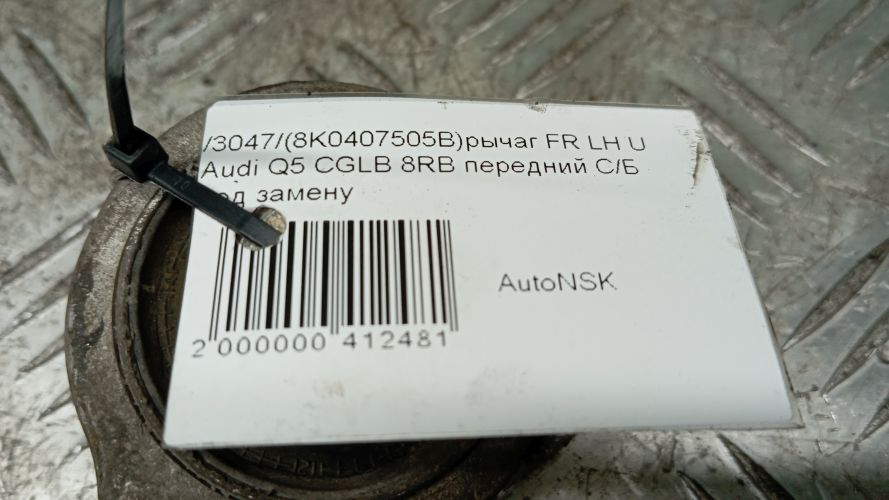 /3047/(8K0407505B)рычаг FR LH U
Audi Q5 CGLB 8RB передний С/Б
замену
AutoNSK
2 000000 412481